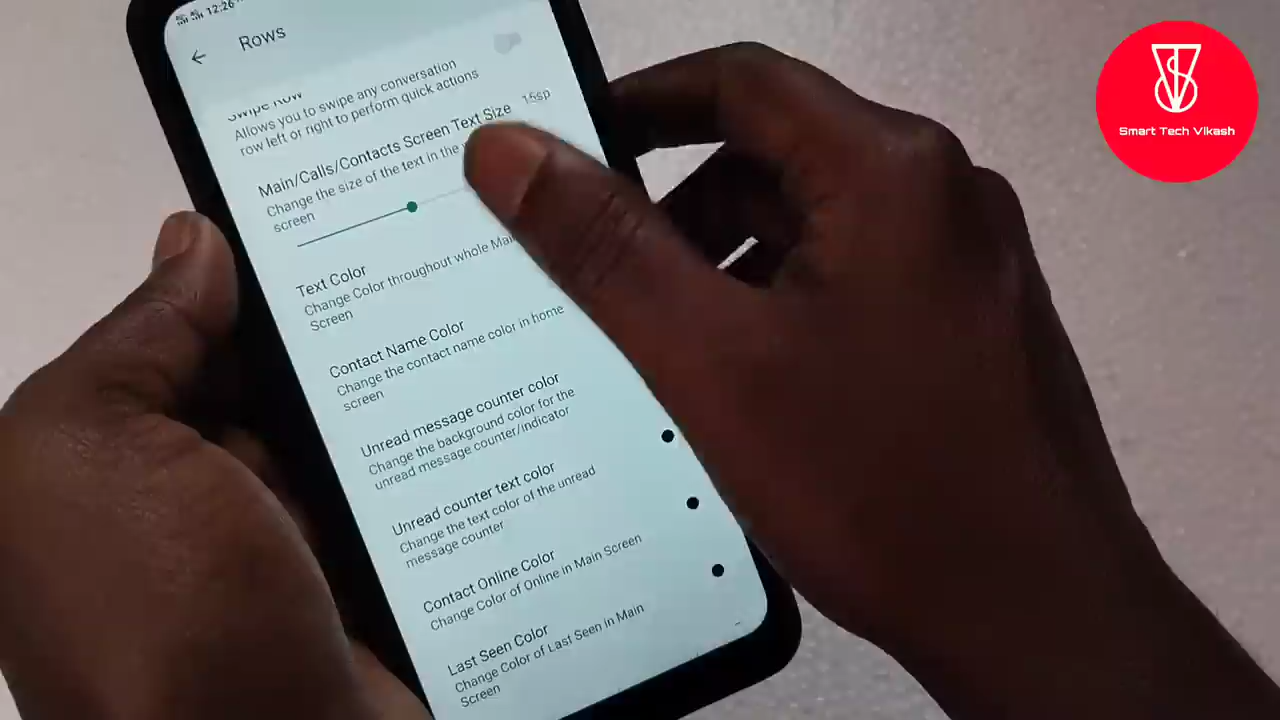 12:26
Rows
Swipe row
Allows you to swipe any conversation
row left or right to perform quick actions
Main/Calls/Contacts Screen Text Size 15sp
Change the size of the text in the
screen
Text Color
Change Color throughout whole
Screen
Contact Name Color
Change the contact name color in home
screen
Unread message counter color
Change the background color for the
unread message counter/indicator
Unread counter text color
Change the text color of the unread
message counter
Contact Online Color
Change Color of Online in Main Screen
Last Seen Color
Change Color of Last Seen in Main
Screen
Smart Tech Vikash